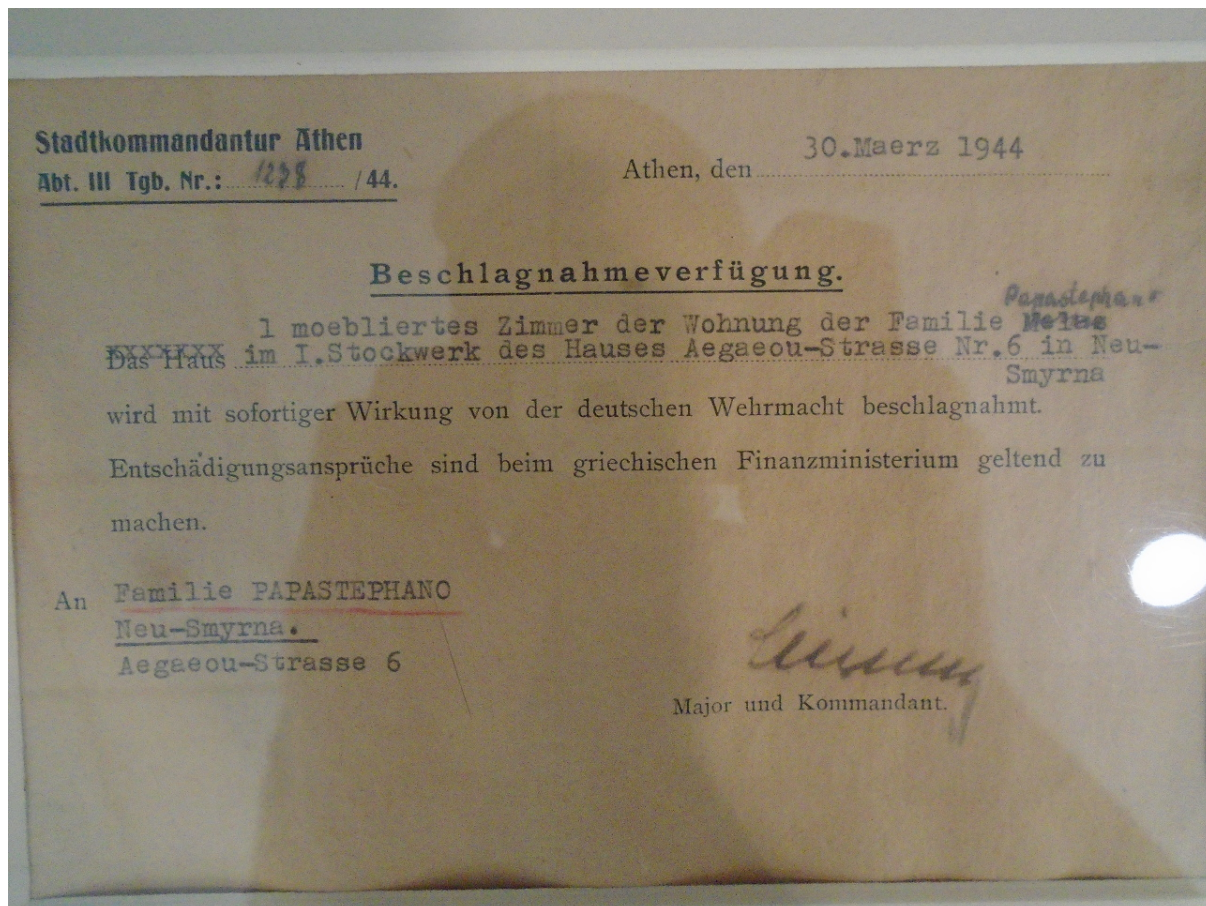 Stadtkommandantur Athen
Abt. III Tgb. Nr.: /44.
Athen, den 30.Maerz 1944
Beschlagnahmeverfügung.
Papastephano
1 moebliertes Zimmer der Wohnung der Familie
Das Haus im I.Stockwerk des Hauses Aegaeou-Strasse Nr.6 in Neu-
Smyrna
wird mit sofortiger Wirkung von der deutschen Wehrmacht beschlagnahmt.
Entschädigungsansprüche sind beim griechischen Finanzministerium geltend zu
machen.
An Familie PAPASTEPHANO
Neu-Smyrna.
Aegaeou-Strasse 6
Major und Kommandant.